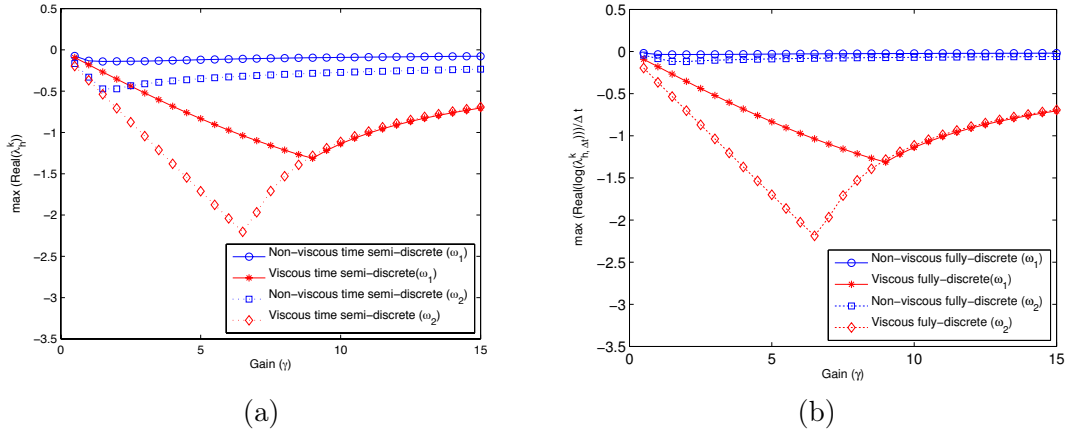 0
−0.5
−1
−1.5
−2
−2.5
−3
−3.5
max (Real(λ_h^k))
Non−viscous time semi−discrete (ω_1)
Viscous time semi−discrete(ω_1)
Non−viscous time semi−discrete (ω_2)
Viscous time semi−discrete (ω_2)
0 5 10 15
Gain (γ)
(a)
0
−0.5
−1
−1.5
−2
−2.5
−3
−3.5
max (Real(log(λ_{h,Δt}^k)))/Δ t
Non−viscous fully−discrete (ω_1)
Viscous fully−discrete(ω_1)
Non−viscous fully−discrete (ω_2)
Viscous fuly−discrete (ω_2)
0 5 10 15
Gain (γ)
(b)